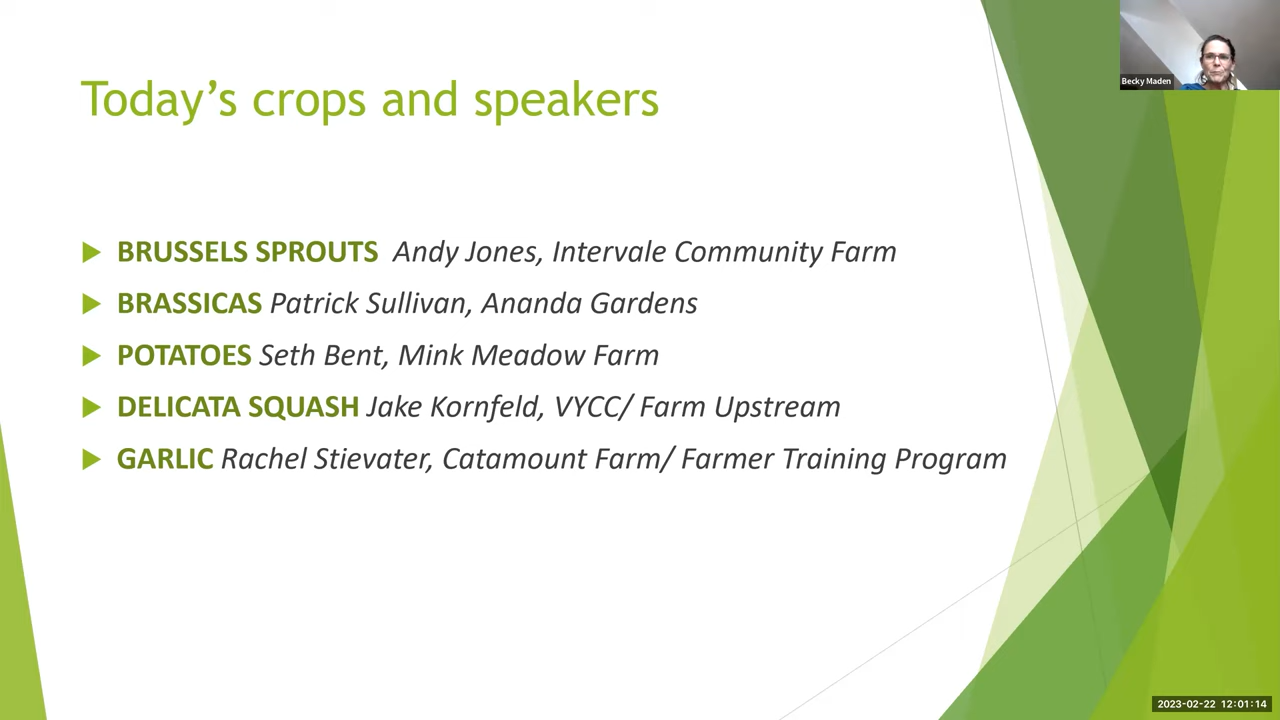 Today’s crops and speakers
Becky Maden
BRUSSELS SPROUTS Andy Jones, Intervale Community Farm
BRASSICAS Patrick Sullivan, Ananda Gardens
POTATOES Seth Bent, Mink Meadow Farm
DELICATA SQUASH Jake Kornfeld, VYCC/ Farm Upstream
GARLIC Rachel Stievater, Catamount Farm/ Farmer Training Program
2023-02-22 12:01:14